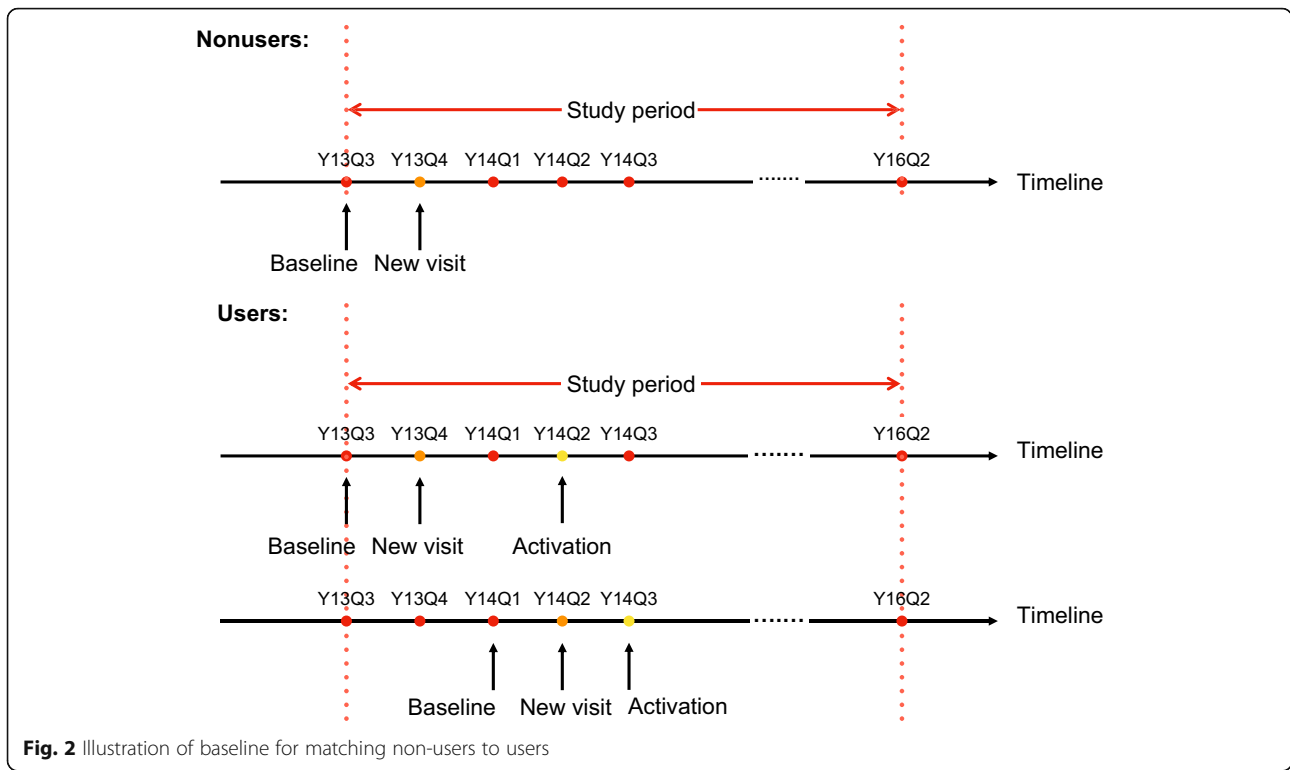 Nonusers:
Study period
Y13Q3 Y13Q4 Y14Q1 Y14Q2 Y14Q3 ....... Y16Q2
Timeline
Baseline New visit
Users:
Study period
Y13Q3 Y13Q4 Y14Q1 Y14Q2 Y14Q3 ....... Y16Q2
Timeline
Baseline New visit Activation
Y13Q3 Y13Q4 Y14Q1 Y14Q2 Y14Q3 ....... Y16Q2
Timeline
Baseline New visit Activation
Fig. 2 Illustration of baseline for matching non-users to users